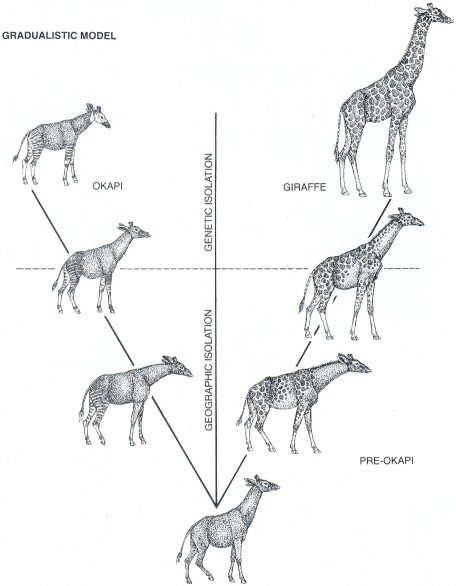 GRADUALISTIC MODEL
OKAPI
GENETIC ISOLATION
GIRAFFE
GEOGRAPHIC ISOLATION
PRE-OKAPI